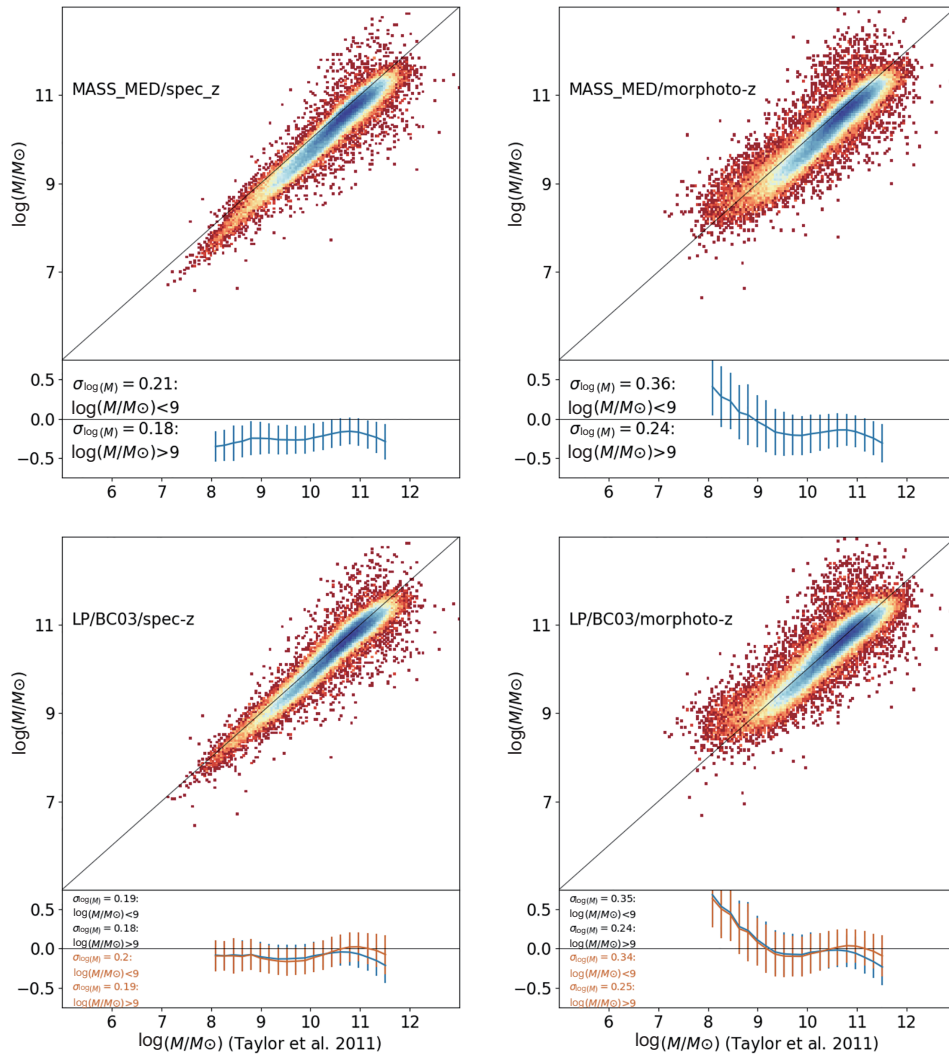 MASS_MED/spec_z
log(M/M⊙)
11
9
7
0.5
0.0
−0.5
σlog(M) = 0.21:
log(M/M⊙)<9
σlog(M) = 0.18:
log(M/M⊙)>9
6 7 8 9 10 11 12
MASS_MED/morphoto-z
log(M/M⊙)
11
9
7
0.5
0.0
−0.5
σlog(M) = 0.36:
log(M/M⊙)<9
σlog(M) = 0.24:
log(M/M⊙)>9
6 7 8 9 10 11 12
LP/BC03/spec-z
log(M/M⊙)
11
9
7
0.5
0.0
−0.5
σlog(M) = 0.19:
log(M/M⊙)<9
σlog(M) = 0.18:
log(M/M⊙)>9
σlog(M) = 0.2:
log(M/M⊙)<9
σlog(M) = 0.19:
log(M/M⊙)>9
6 7 8 9 10 11 12
log(M/M⊙) (Taylor et al. 2011)
LP/BC03/morphoto-z
log(M/M⊙)
11
9
7
0.5
0.0
−0.5
σlog(M) = 0.35:
log(M/M⊙)<9
σlog(M) = 0.24:
log(M/M⊙)>9
σlog(M) = 0.34:
log(M/M⊙)<9
σlog(M) = 0.25:
log(M/M⊙)>9
6 7 8 9 10 11 12
log(M/M⊙) (Taylor et al. 2011)